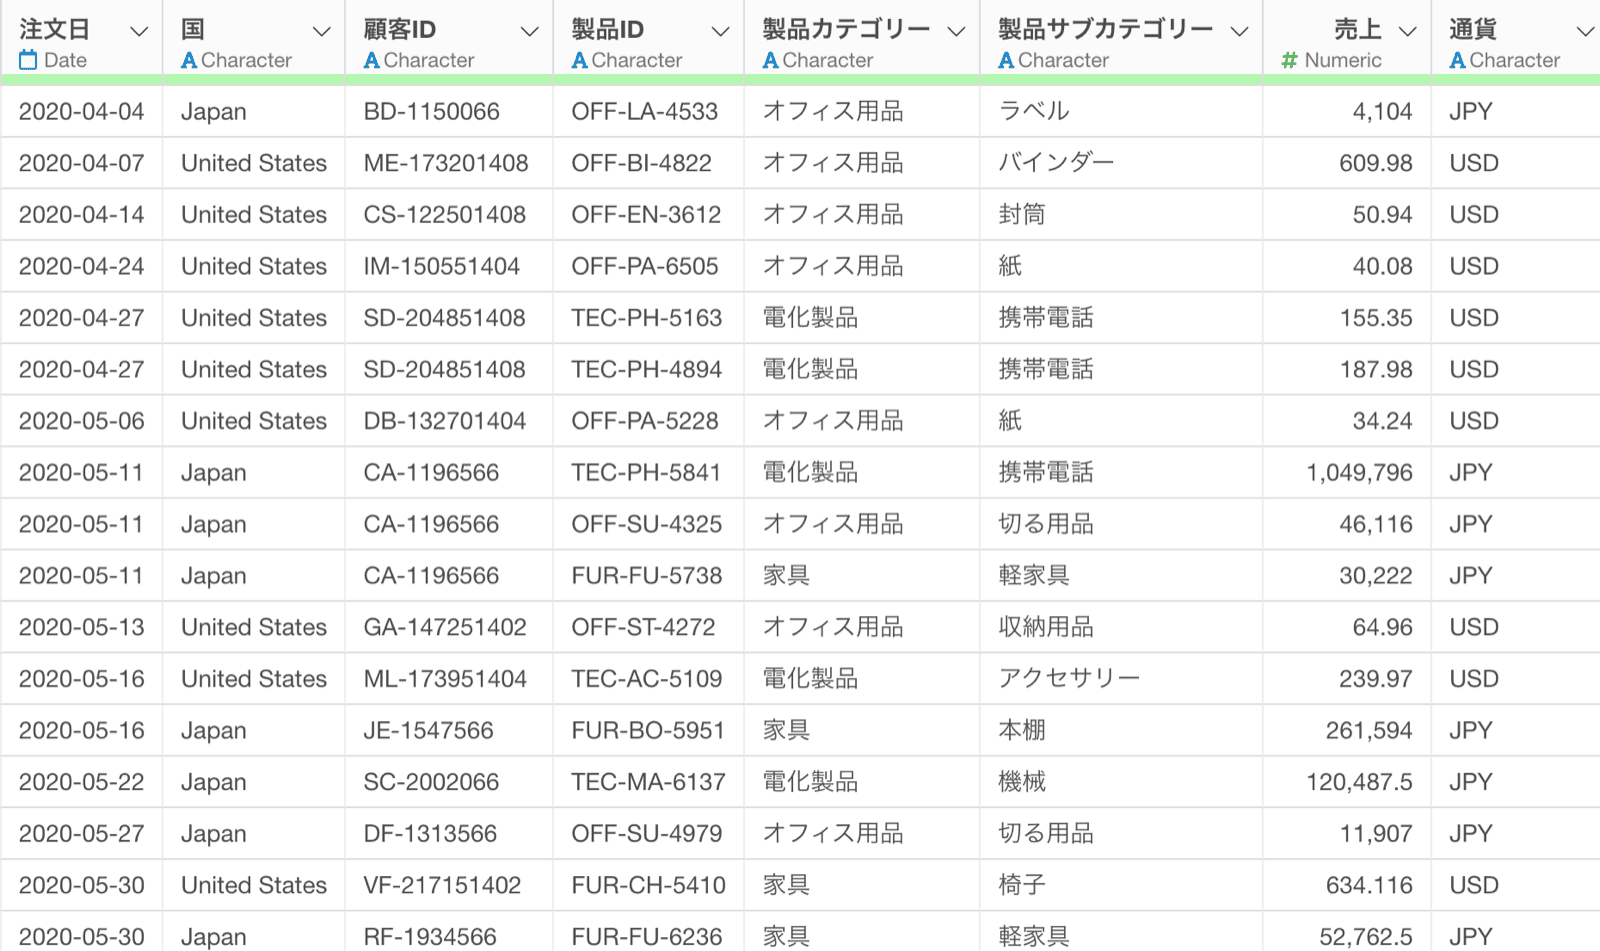 注文日 国 顧客ID 製品ID 製品カテゴリー 製品サブカテゴリー 売上 通貨
Date Character Character Character Character Character # Numeric Character
2020-04-04 Japan BD-1150066 OFF-LA-4533 オフィス用品 ラベル 4,104 JPY
2020-04-07 United States ME-173201408 OFF-BI-4822 オフィス用品 バインダー 609.98 USD
2020-04-14 United States CS-122501408 OFF-EN-3612 オフィス用品 封筒 50.94 USD
2020-04-24 United States IM-150551404 OFF-PA-6505 オフィス用品 紙 40.08 USD
2020-04-27 United States SD-204851408 TEC-PH-5163 電化製品 携帯電話 155.35 USD
2020-04-27 United States SD-204851408 TEC-PH-4894 電化製品 携帯電話 187.98 USD
2020-05-06 United States DB-132701404 OFF-PA-5228 オフィス用品 紙 34.24 USD
2020-05-11 Japan CA-1196566 TEC-PH-5841 電化製品 携帯電話 1,049,796 JPY
2020-05-11 Japan CA-1196566 OFF-SU-4325 オフィス用品 切る用品 46,116 JPY
2020-05-11 Japan CA-1196566 FUR-FU-5738 家具 軽家具 30,222 JPY
2020-05-13 United States GA-147251402 OFF-ST-4272 オフィス用品 収納用品 64.96 USD
2020-05-16 United States ML-173951404 TEC-AC-5109 電化製品 アクセサリー 239.97 USD
2020-05-16 Japan JE-1547566 FUR-BO-5951 家具 本棚 261,594 JPY
2020-05-22 Japan SC-2002066 TEC-MA-6137 電化製品 機械 120,487.5 JPY
2020-05-27 Japan DF-1313566 OFF-SU-4979 オフィス用品 切る用品 11,907 JPY
2020-05-30 United States VF-217151402 FUR-CH-5410 家具 椅子 634.116 USD
2020-05-30 Japan RF-1934566 FUR-FU-6236 家具 軽家具 52,762.5 JPY